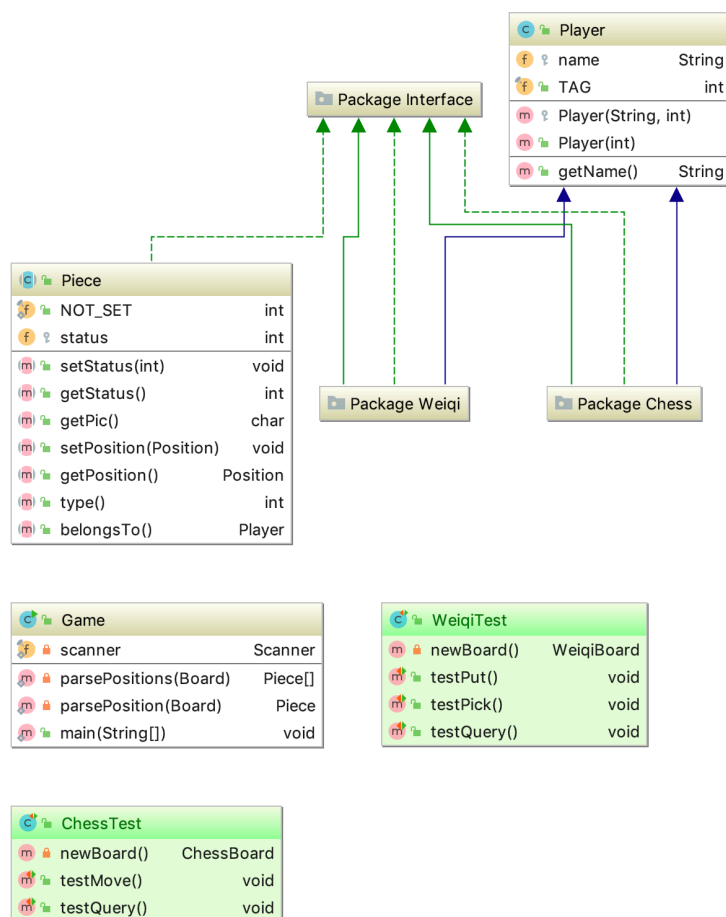 Player
name String
TAG int
Player(String, int)
Player(int)
getName() String
Package Interface
Piece
NOT_SET int
status int
setStatus(int) void
getStatus() int
getPic() char
setPosition(Position) void
getPosition() Position
type() int
belongsTo() Player
Package Weiqi
Package Chess
Game
scanner Scanner
parsePositions(Board) Piece[]
parsePosition(Board) Piece
main(String[]) void
WeiqiTest
newBoard() WeiqiBoard
testPut() void
testPick() void
testQuery() void
ChessTest
newBoard() ChessBoard
testMove() void
testQuery() void